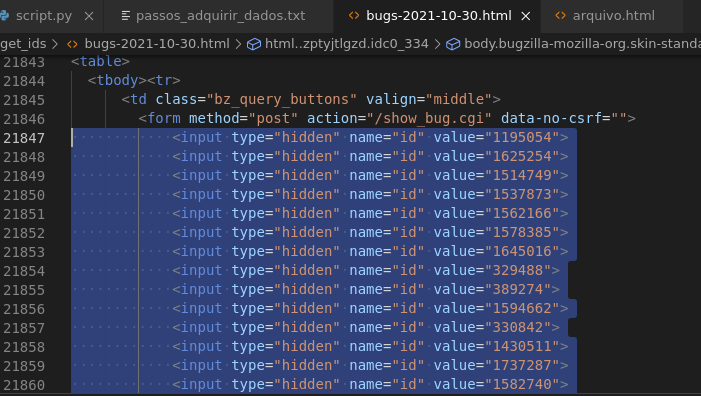 script.py passos_adquirir_dados.txt bugs-2021-10-30.html arquivo.html
get_ids > bugs-2021-10-30.html > html..zptyjtlgzd.idc0_334 > body.bugzilla-mozilla-org.skin-standa
21843 <table>
21844 <tbody><tr>
21845 <td class="bz_query_buttons" valign="middle">
21846 <form method="post" action="/show_bug.cgi" data-no-csrf="">
21847 <input type="hidden" name="id" value="1195054">
21848 <input type="hidden" name="id" value="1625254">
21849 <input type="hidden" name="id" value="1514749">
21850 <input type="hidden" name="id" value="1537873">
21851 <input type="hidden" name="id" value="1562166">
21852 <input type="hidden" name="id" value="1578385">
21853 <input type="hidden" name="id" value="1645016">
21854 <input type="hidden" name="id" value="329488">
21855 <input type="hidden" name="id" value="389274">
21856 <input type="hidden" name="id" value="1594662">
21857 <input type="hidden" name="id" value="330842">
21858 <input type="hidden" name="id" value="1430511">
21859 <input type="hidden" name="id" value="1737287">
21860 <input type="hidden" name="id" value="1582740">